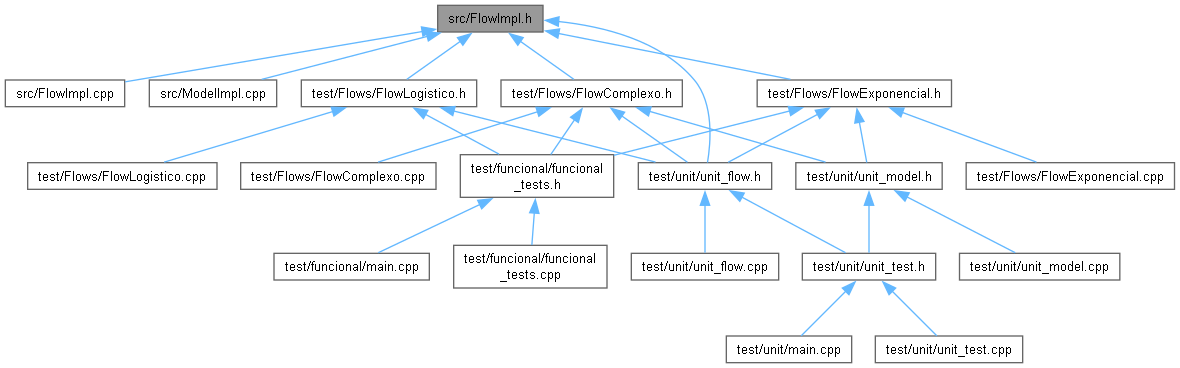 src/FlowImpl.h
src/FlowImpl.cpp
src/ModelImpl.cpp
test/Flows/FlowLogistico.h
test/Flows/FlowComplexo.h
test/Flows/FlowExponencial.h
test/Flows/FlowLogistico.cpp
test/Flows/FlowComplexo.cpp
test/funcional/funcional
_tests.h
test/unit/unit_flow.h
test/unit/unit_model.h
test/Flows/FlowExponencial.cpp
test/funcional/main.cpp
test/funcional/funcional
_tests.cpp
test/unit/unit_flow.cpp
test/unit/unit_test.h
test/unit/unit_model.cpp
test/unit/main.cpp
test/unit/unit_test.cpp